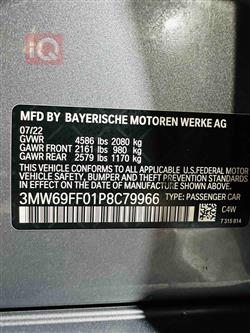 IQ
MFD BY BAYERISCHE MOTOREN WERKE AG
07/22
GVWR 4586 lbs 2080 kg
GAWR FRONT 2161 lbs 980 kg
GAWR REAR 2579 lbs 1170 kg
THIS VEHICLE CONFORMS TO ALL APPLICABLE U.S. FEDERAL MOTOR
VEHICLE SAFETY, BUMPER, AND THEFT PREVENTION STANDARDS IN
EFFECT ON THE DATE OF MANUFACTURE SHOWN ABOVE.
3MW69FF01P8C79966 TYPE: PASSENGER CAR
C4W
7 315 814